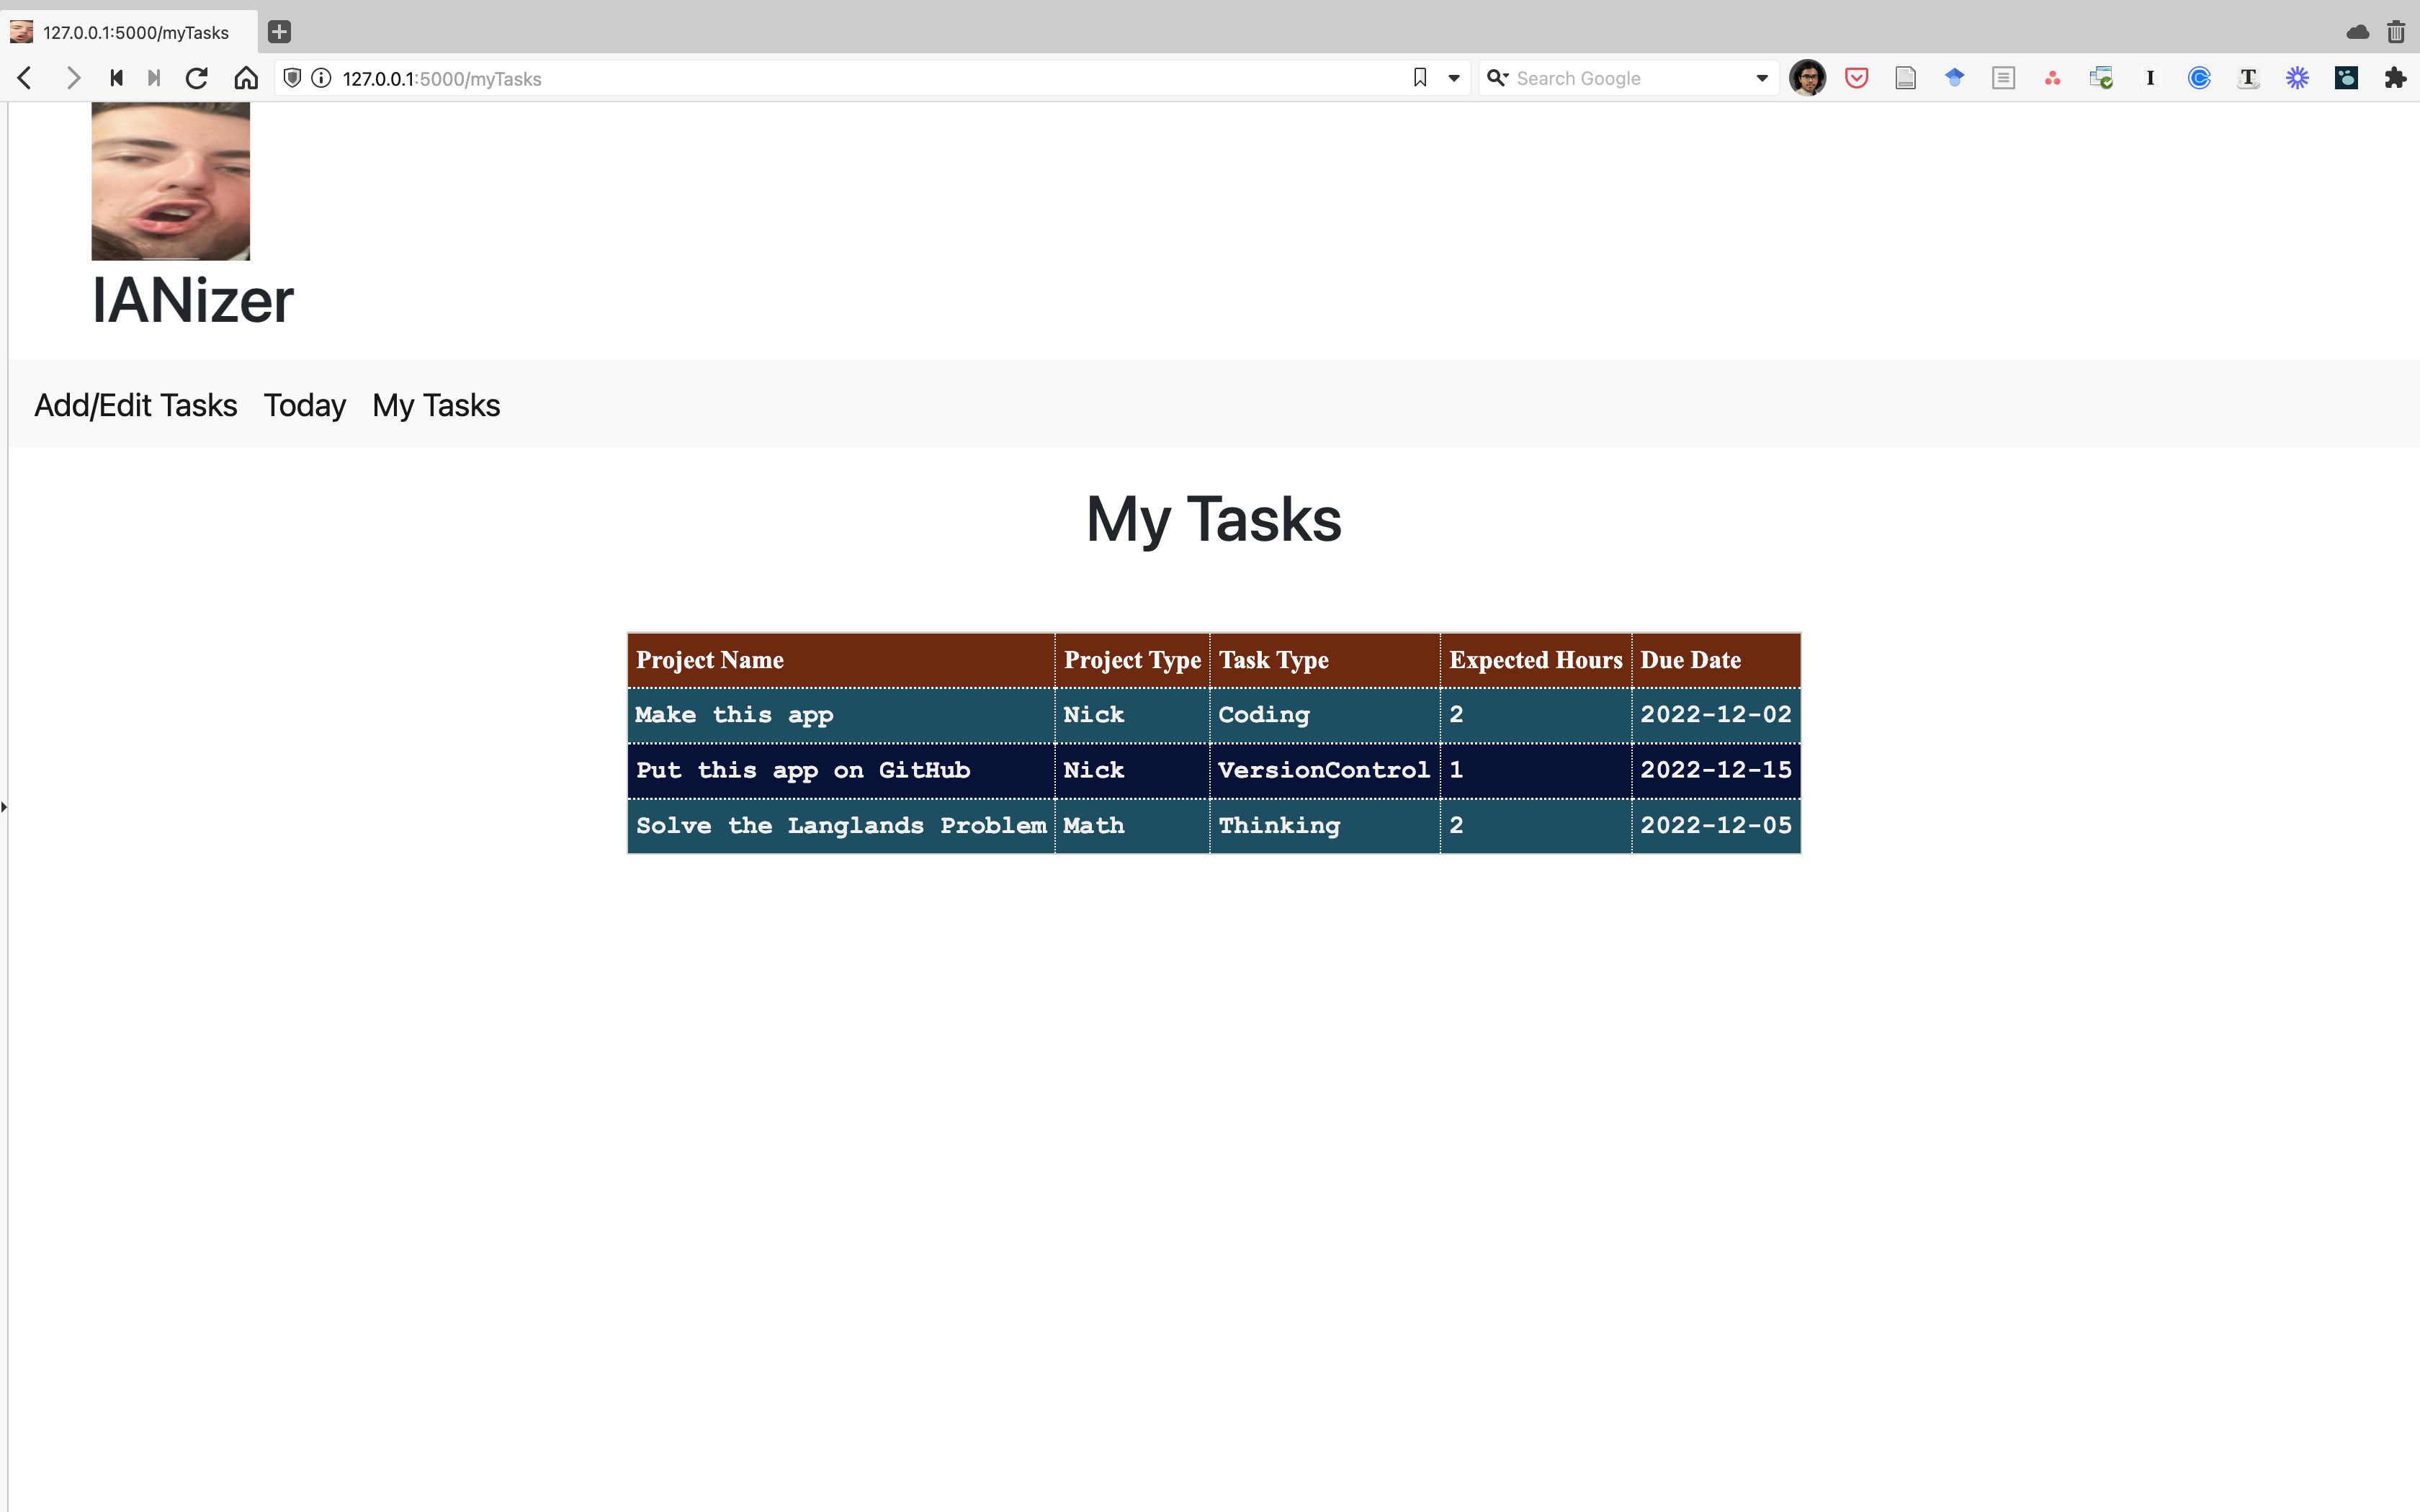 127.0.0.1:5000/myTasks
127.0.0.1:5000/myTasks Search Google
IANizer
Add/Edit Tasks Today My Tasks
My Tasks
Project Name Project Type Task Type Expected Hours Due Date
Make this app Nick Coding 2 2022-12-02
Put this app on GitHub Nick VersionControl 1 2022-12-15
Solve the Langlands Problem Math Thinking 2 2022-12-05